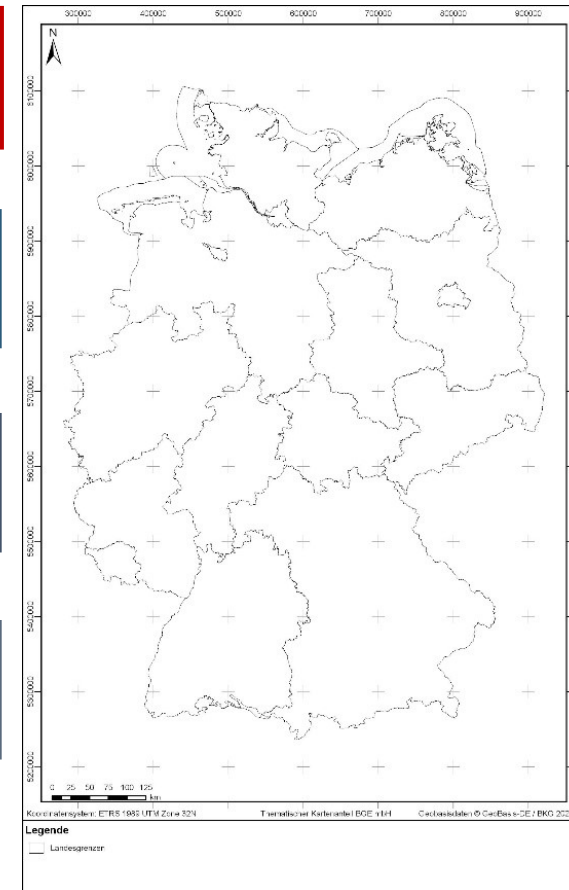 300000 400000 500000 600000 700000 800000 900000
N
6100000
6000000
5900000
5800000
5700000
5600000
5500000
5400000
5300000
5200000
0 25 50 75 100 125
km
Koordinatensystem: ETRS 1989 UTM Zone 32N Thematischer Kartenanteil BGE mbH Geobasisdaten © GeoBasis-DE / BKG 202
Legende
Landesgrenzen